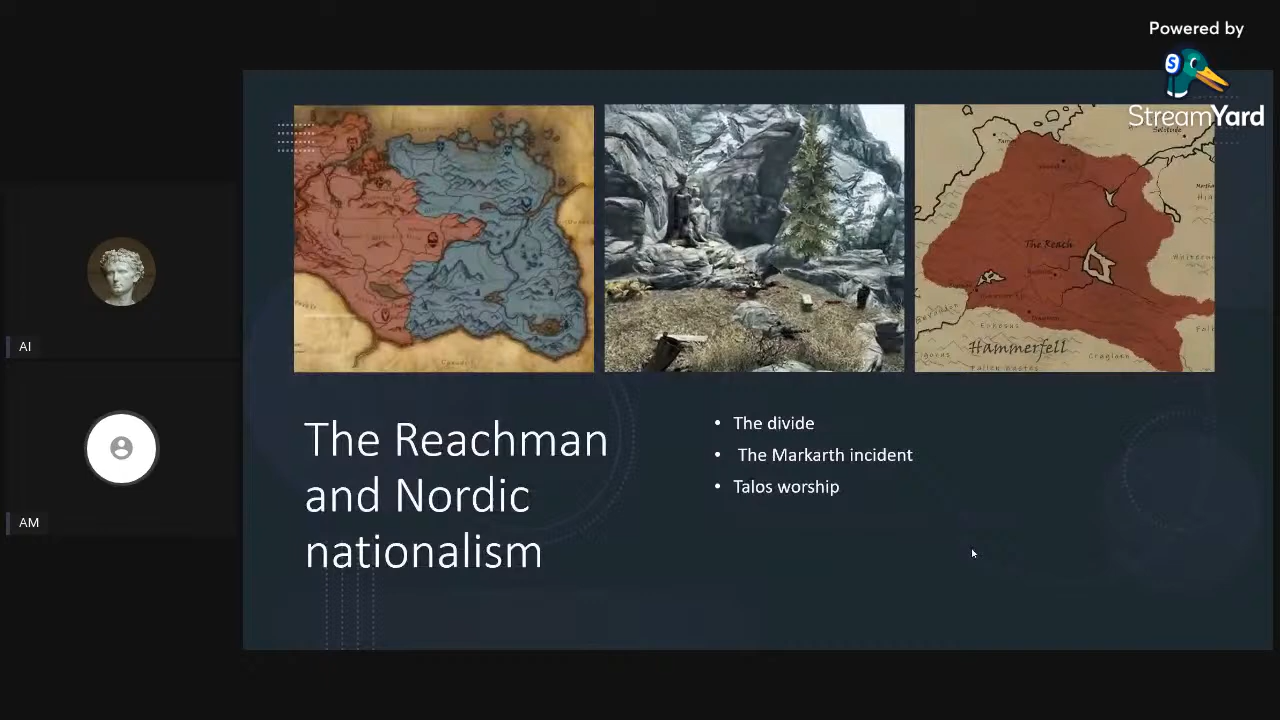 Powered by
StreamYard
Solitude
The Reach
Hammerfell
AI
AM
The Reachman
and Nordic
nationalism
• The divide
• The Markarth incident
• Talos worship